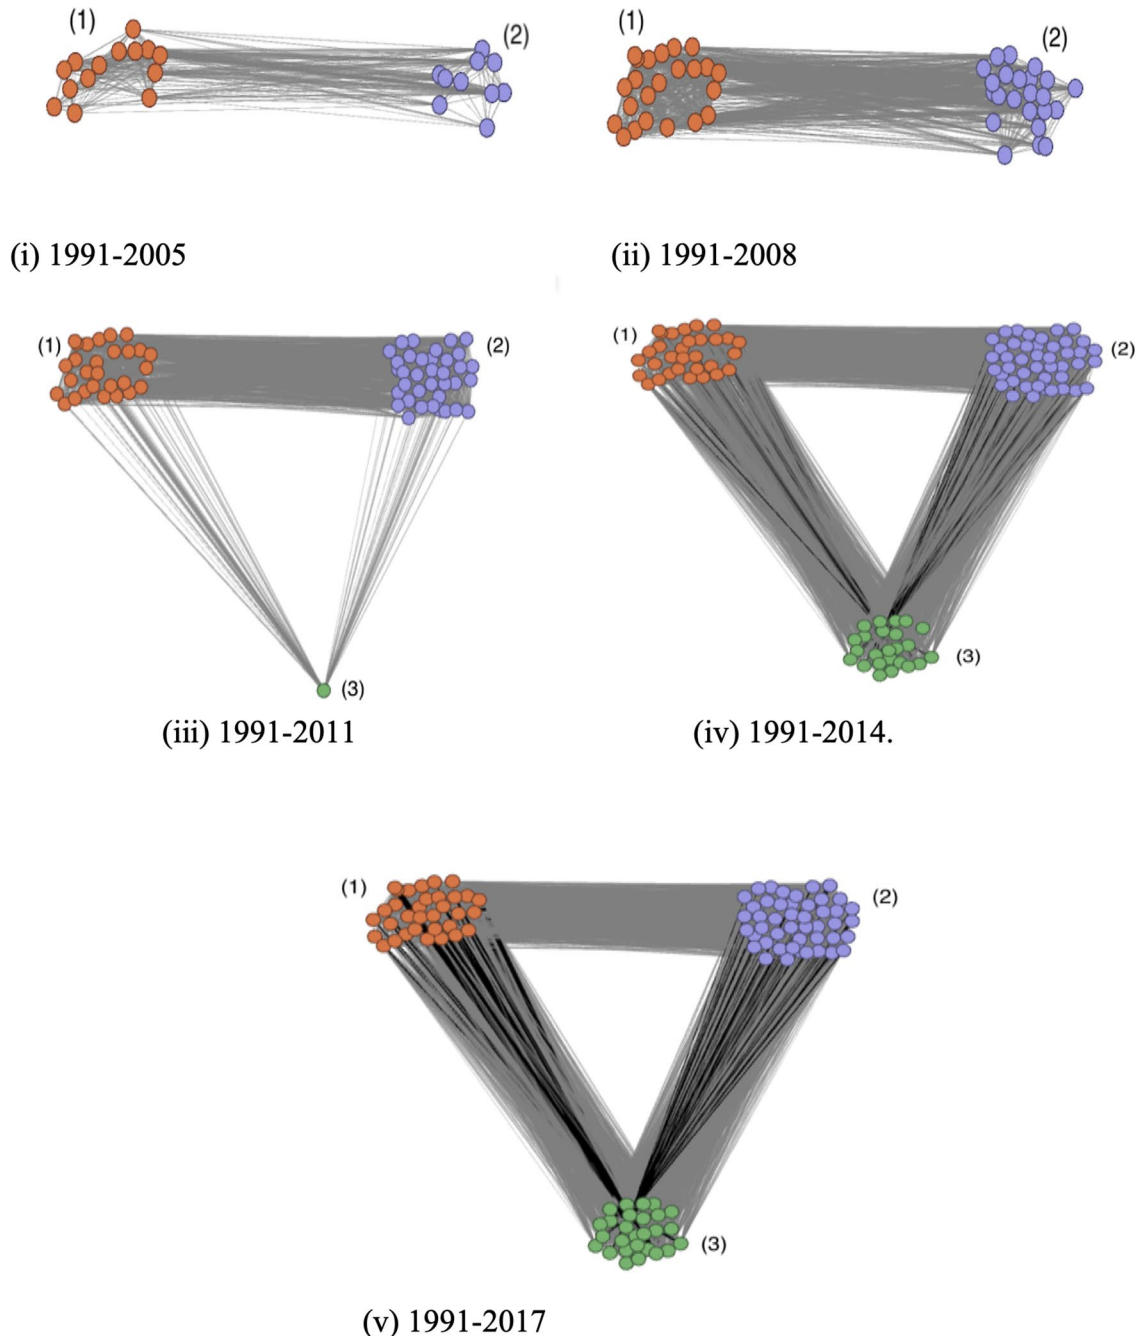 (1)
(2)
(1)
(2)
(i) 1991-2005
(ii) 1991-2008
(1)
(2)
(3)
(iii) 1991-2011
(1)
(2)
(3)
(iv) 1991-2014.
(1)
(2)
(3)
(v) 1991-2017